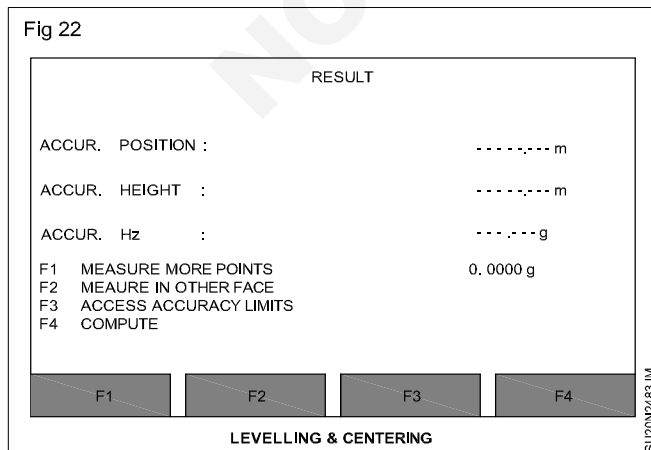 Fig 22
RESULT
ACCUR. POSITION : - - - - -.- - - m
ACCUR. HEIGHT : - - - - -.- - - m
ACCUR. Hz : - - -.- - - g
F1 MEASURE MORE POINTS 0. 0000 g
F2 MEAURE IN OTHER FACE
F3 ACCESS ACCURACY LIMITS
F4 COMPUTE
F1 F2 F3 F4
LEVELLING & CENTERING
SU20N2483JM